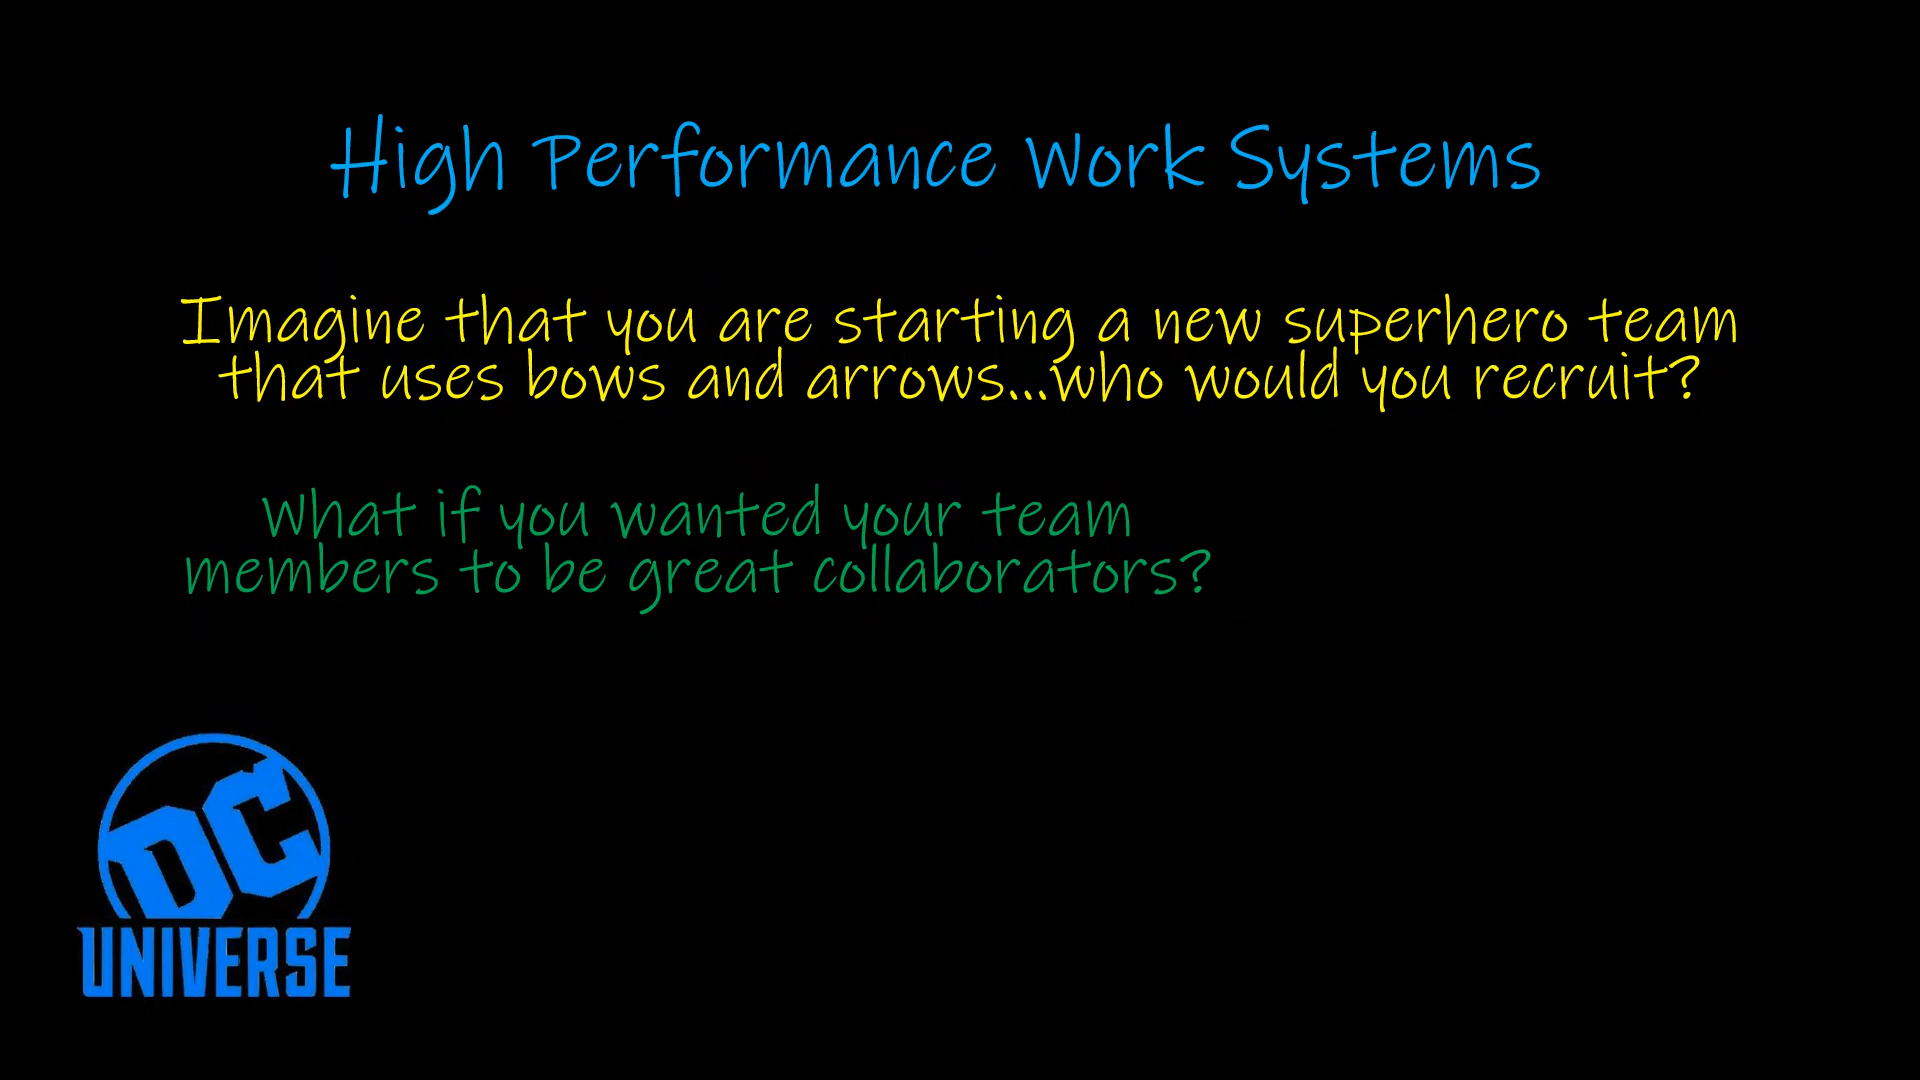 High Performance Work Systems
Imagine that you are starting a new superhero team
that uses bows and arrows...who would you recruit?
What if you wanted your team
members to be great collaborators?
DC
UNIVERSE